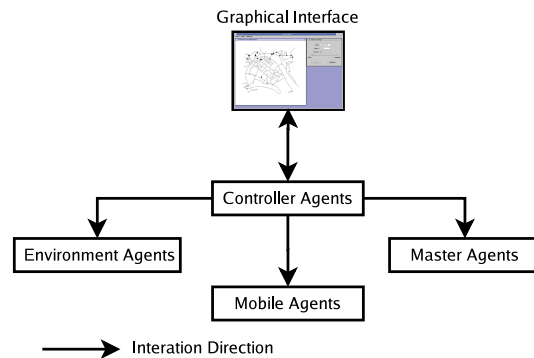 Graphical Interface
Controller Agents
Environment Agents
Master Agents
Mobile Agents
Interation Direction